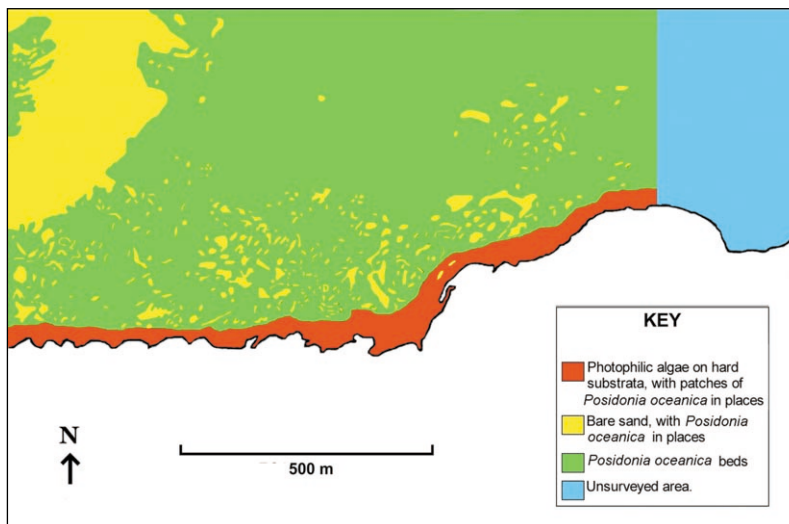 KEY
Photophilic algae on hard
substrata, with patches of
Posidonia oceanica in places
Bare sand, with Posidonia
oceanica in places
Posidonia oceanica beds
Unsurveyed area.
N
500 m